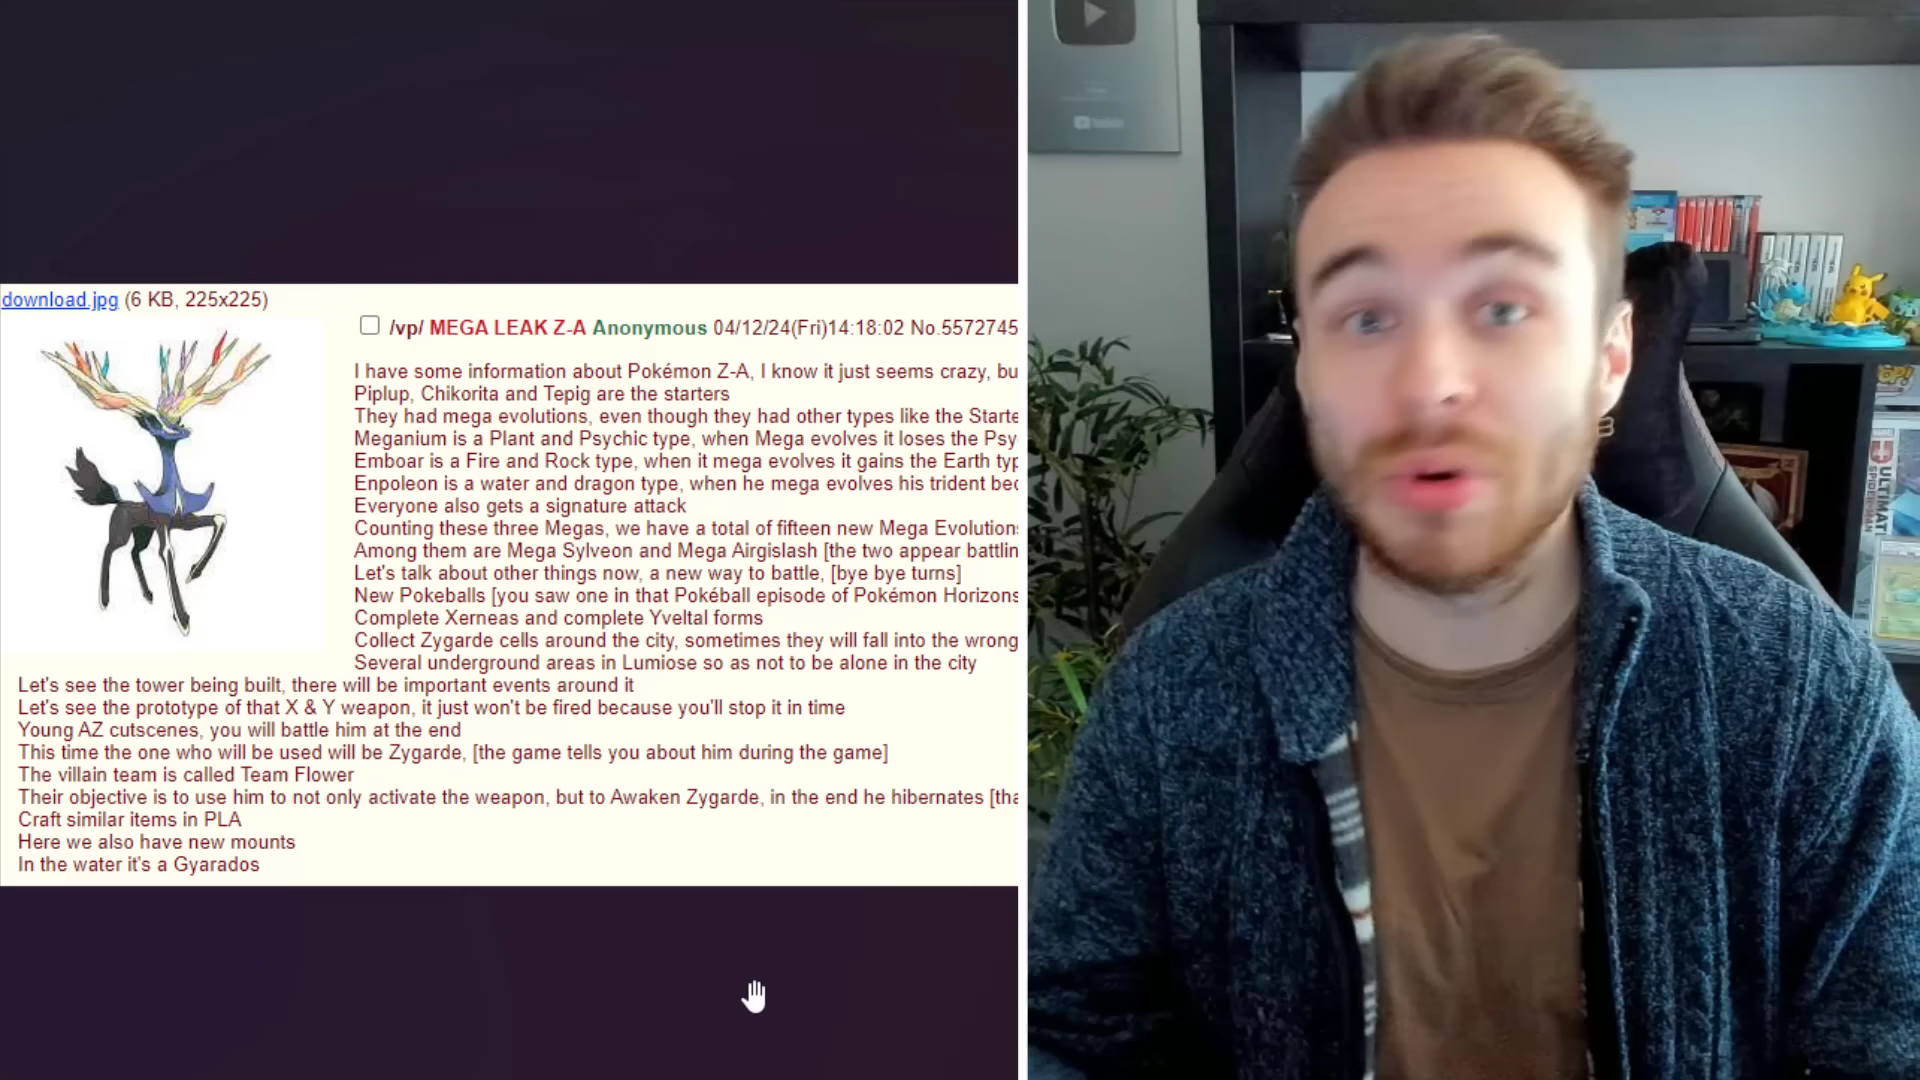 download.jpg (6 KB, 225x225)
/vp/ MEGA LEAK Z-A Anonymous 04/12/24(Fri)14:18:02 No.5572745
I have some information about Pokémon Z-A, I know it just seems crazy, bu
Piplup, Chikorita and Tepig are the starters
They had mega evolutions, even though they had other types like the Starte
Meganium is a Plant and Psychic type, when Mega evolves it loses the Psy
Emboar is a Fire and Rock type, when it mega evolves it gains the Earth typ
Enpoleon is a water and dragon type, when he mega evolves his trident bec
Everyone also gets a signature attack
Counting these three Megas, we have a total of fifteen new Mega Evolutions
Among them are Mega Sylveon and Mega Airgislash [the two appear battlin
Let's talk about other things now, a new way to battle, [bye bye turns]
New Pokeballs [you saw one in that Pokéball episode of Pokémon Horizons
Complete Xerneas and complete Yveltal forms
Collect Zygarde cells around the city, sometimes they will fall into the wrong
Several underground areas in Lumiose so as not to be alone in the city
Let's see the tower being built, there will be important events around it
Let's see the prototype of that X & Y weapon, it just won't be fired because you'll stop it in time
Young AZ cutscenes, you will battle him at the end
This time the one who will be used will be Zygarde, [the game tells you about him during the game]
The villain team is called Team Flower
Their objective is to use him to not only activate the weapon, but to Awaken Zygarde, in the end he hibernates [tha
Craft similar items in PLA
Here we also have new mounts
In the water it's a Gyarados
YouTube
POP!
ULTIMAT
SPIDERMAN